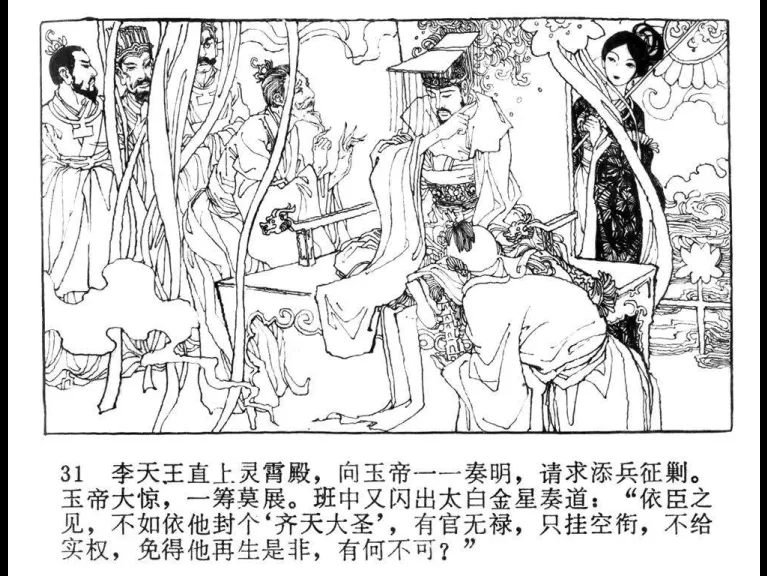 31 李天王直上灵霄殿，向玉帝一一奏明，请求添兵征剿。
玉帝大惊，一筹莫展。班中又闪出太白金星奏道：“依臣之
见，不如依他封个‘齐天大圣’，有官无禄，只挂空衔，不给
实权，免得他再生是非，有何不可？”